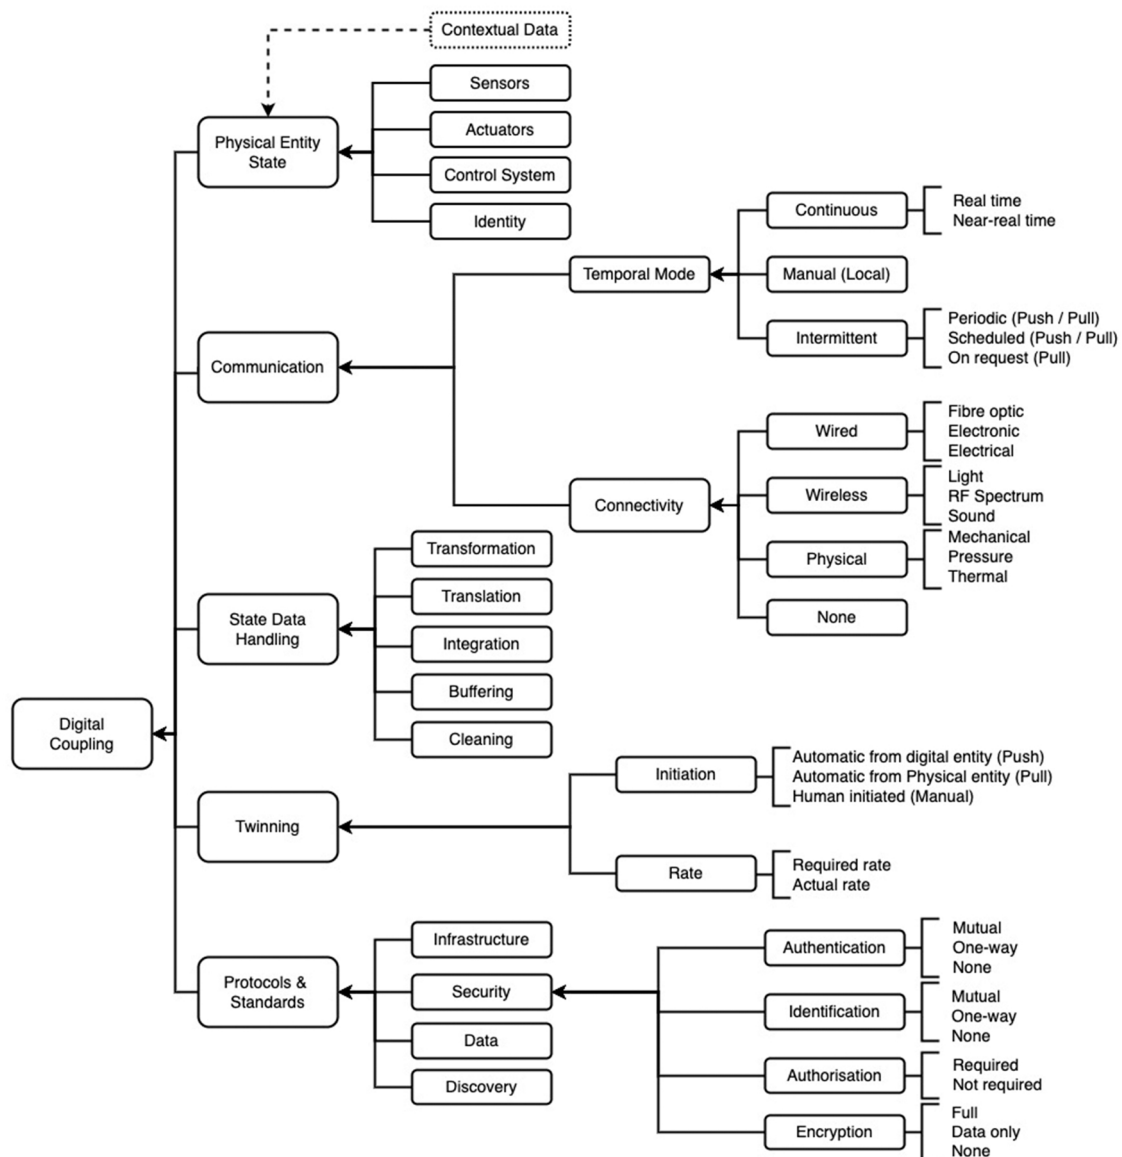 Contextual Data
Sensors
Actuators
Control System
Identity
Physical Entity
State
Continuous
Real time
Near-real time
Temporal Mode
Manual (Local)
Intermittent
Periodic (Push / Pull)
Scheduled (Push / Pull)
On request (Pull)
Communication
Wired
Fibre optic
Electronic
Electrical
Connectivity
Wireless
Light
RF Spectrum
Sound
Physical
Mechanical
Pressure
Thermal
None
Transformation
Translation
Integration
Buffering
Cleaning
State Data
Handling
Digital
Coupling
Twinning
Initiation
Automatic from digital entity (Push)
Automatic from Physical entity (Pull)
Human initiated (Manual)
Rate
Required rate
Actual rate
Protocols &
Standards
Infrastructure
Security
Data
Discovery
Authentication
Mutual
One-way
None
Identification
Mutual
One-way
None
Authorisation
Required
Not required
Encryption
Full
Data only
None